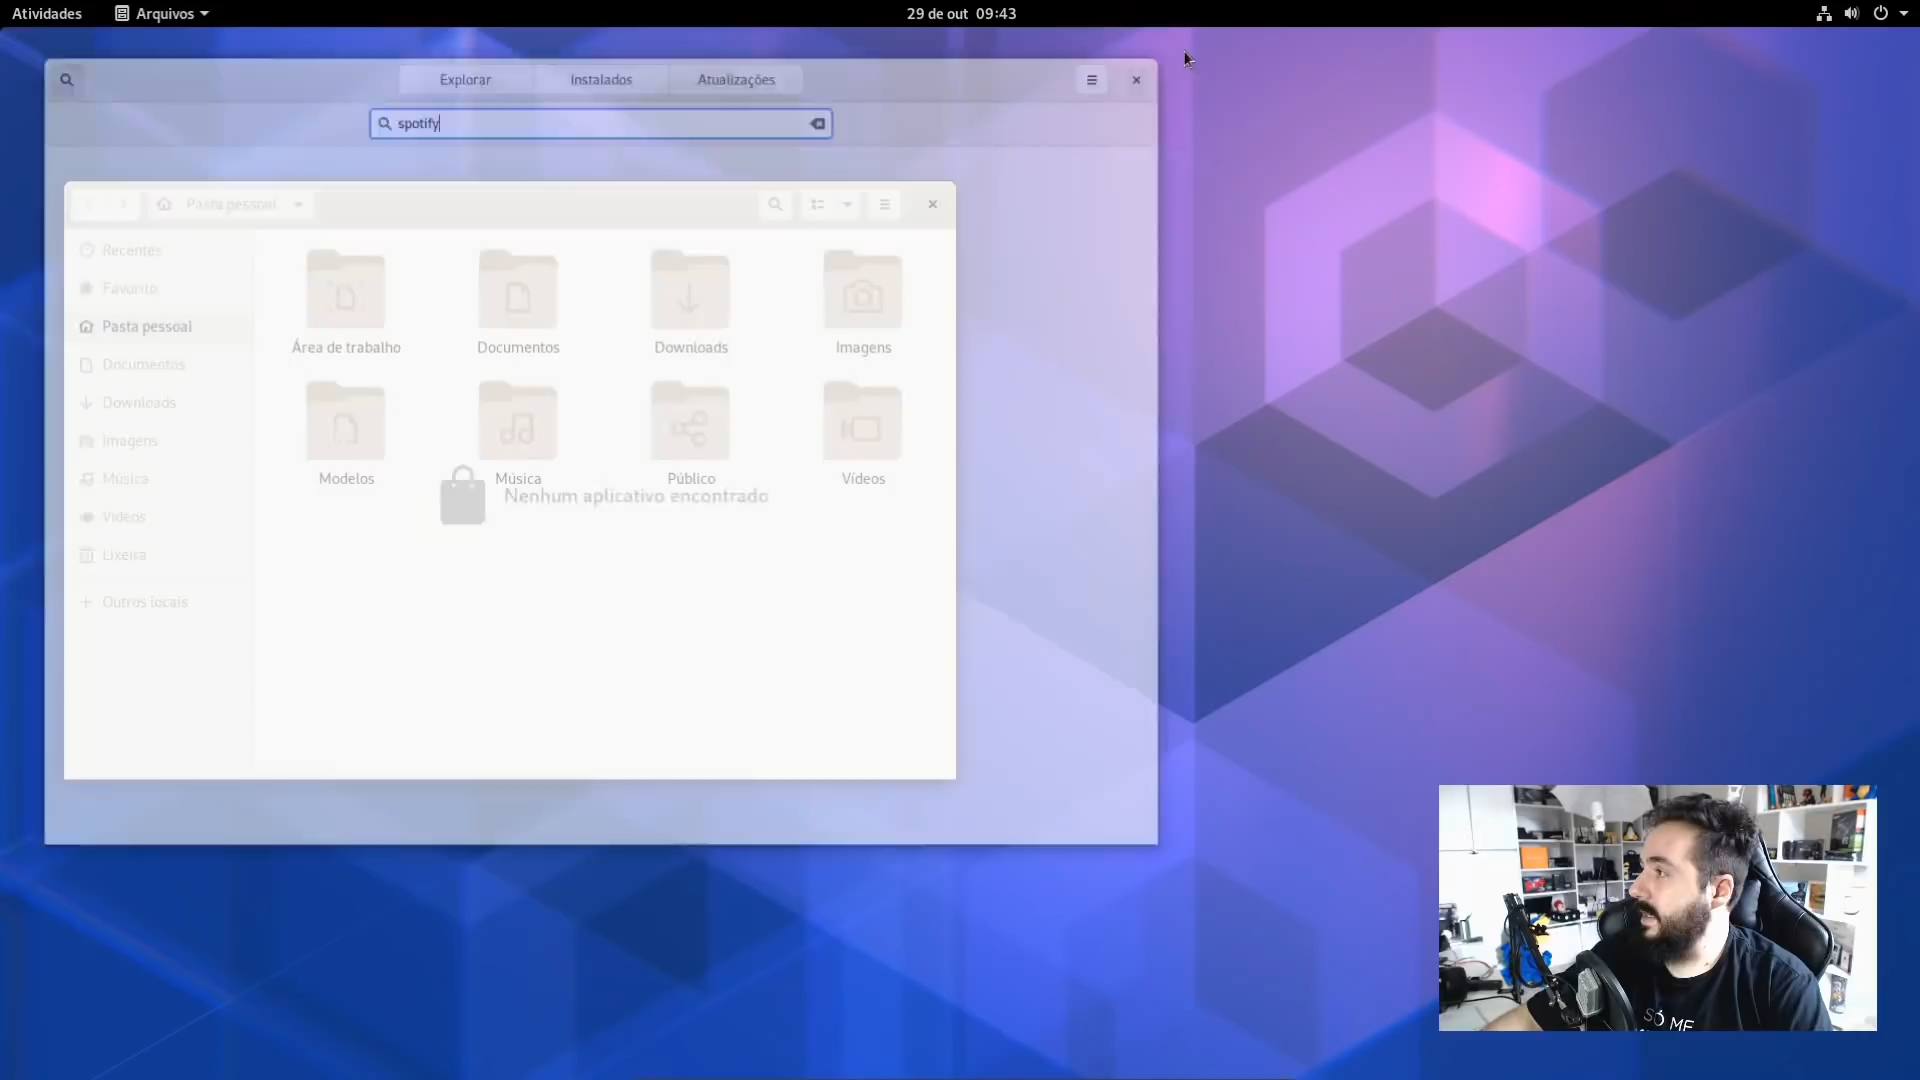 Atividades
Arquivos
29 de out 09:43
Explorar
Instalados
Atualizações
spotify
Pasta pessoal
Recentes
Favorito
Pasta pessoal
Documentos
Downloads
Imagens
Música
Vídeos
Lixeira
Outros locais
Área de trabalho
Documentos
Downloads
Imagens
Modelos
Música
Público
Vídeos
Nenhum aplicativo encontrado
SÓ ME